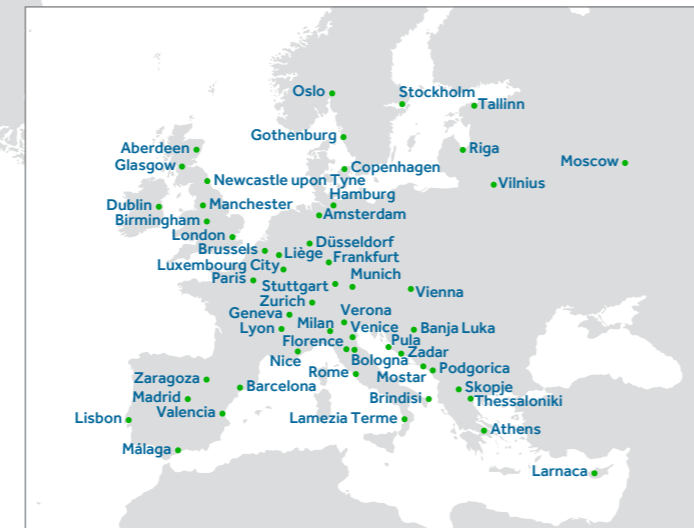 Oslo
Stockholm
Tallinn
Gothenburg
Aberdeen
Riga
Glasgow
Copenhagen
Moscow
Newcastle upon Tyne
Vilnius
Hamburg
Dublin
Manchester
Amsterdam
Birmingham
London
Düsseldorf
Brussels
Liège
Frankfurt
Luxembourg City
Munich
Paris
Stuttgart
Vienna
Zurich
Geneva
Verona
Lyon
Milan
Venice
Banja Luka
Florence
Pula
Nice
Bologna
Zadar
Rome
Mostar
Podgorica
Zaragoza
Barcelona
Skopje
Madrid
Brindisi
Thessaloniki
Lisbon
Valencia
Lamezia Terme
Athens
Málaga
Larnaca